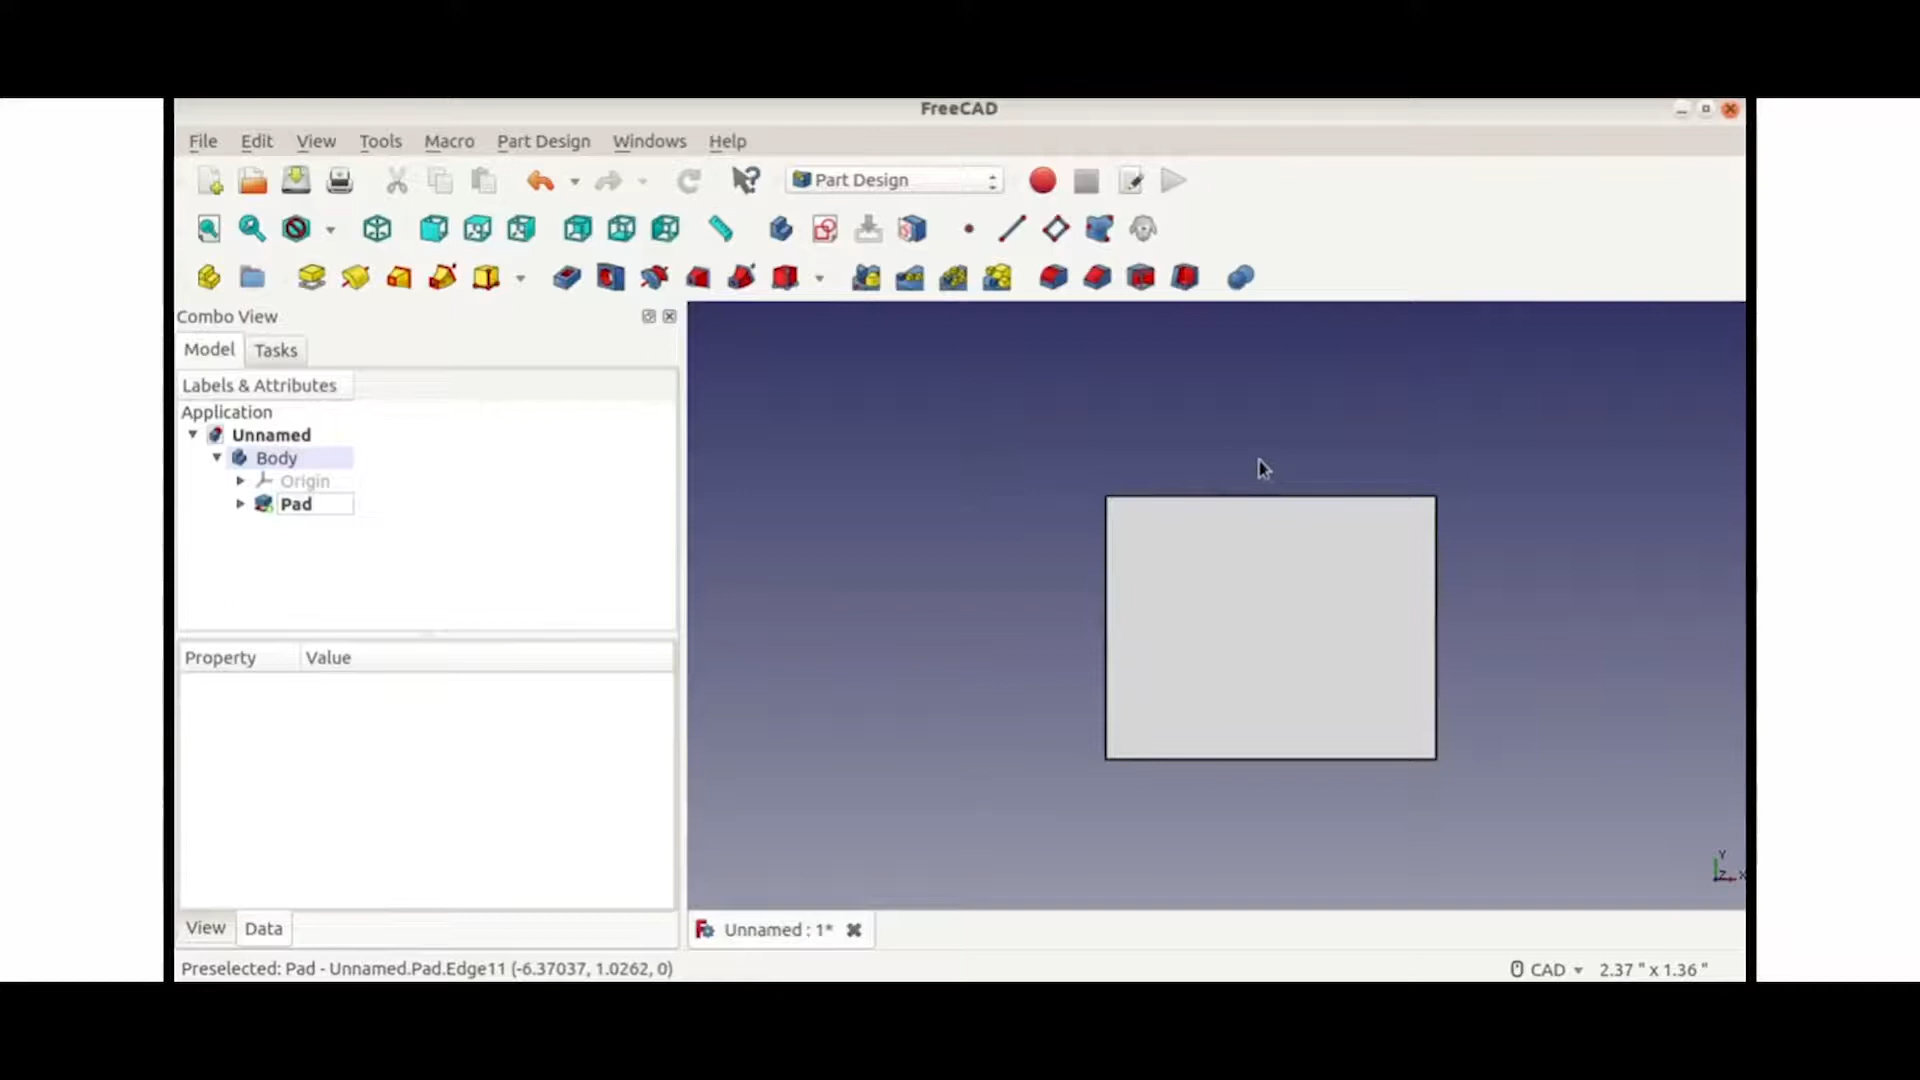 FreeCAD
File Edit View Tools Macro Part Design Windows Help
Part Design
Combo View
Model Tasks
Labels & Attributes
Application
Unnamed
Body
Origin
Pad
Property Value
View Data
Unnamed : 1*
Y
Z X
Preselected: Pad - Unnamed.Pad.Edge11 (-6.37037, 1.0262, 0)
CAD 2.37 " x 1.36 "